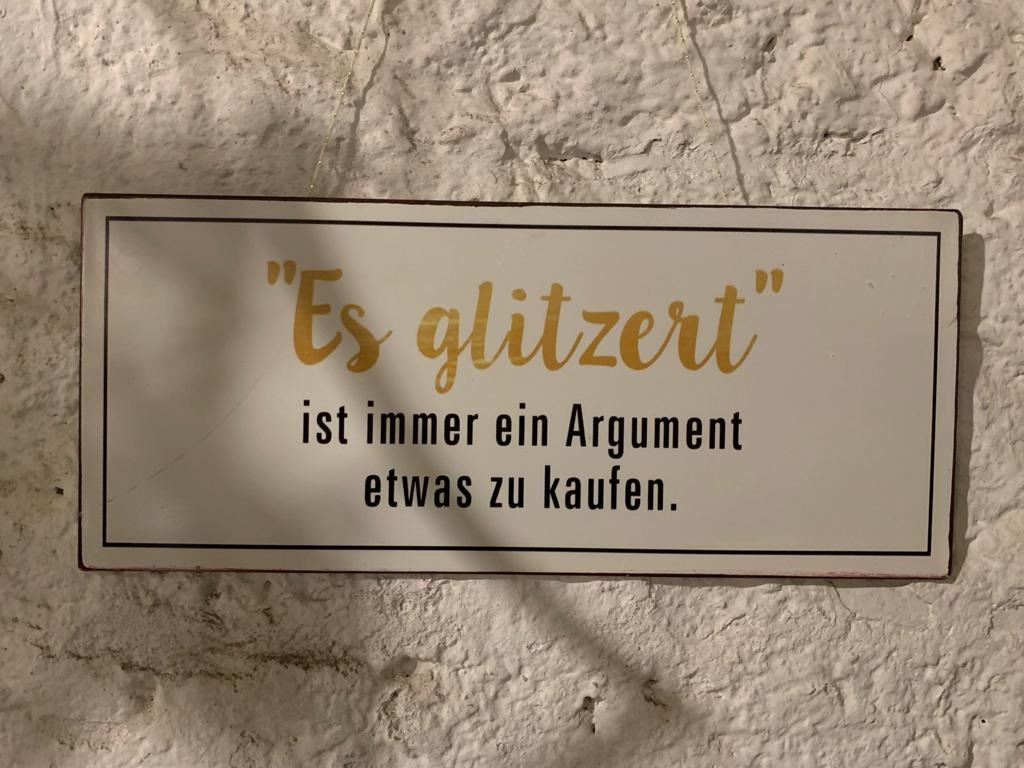 "Es glitzert"
ist immer ein Argument
etwas zu kaufen.